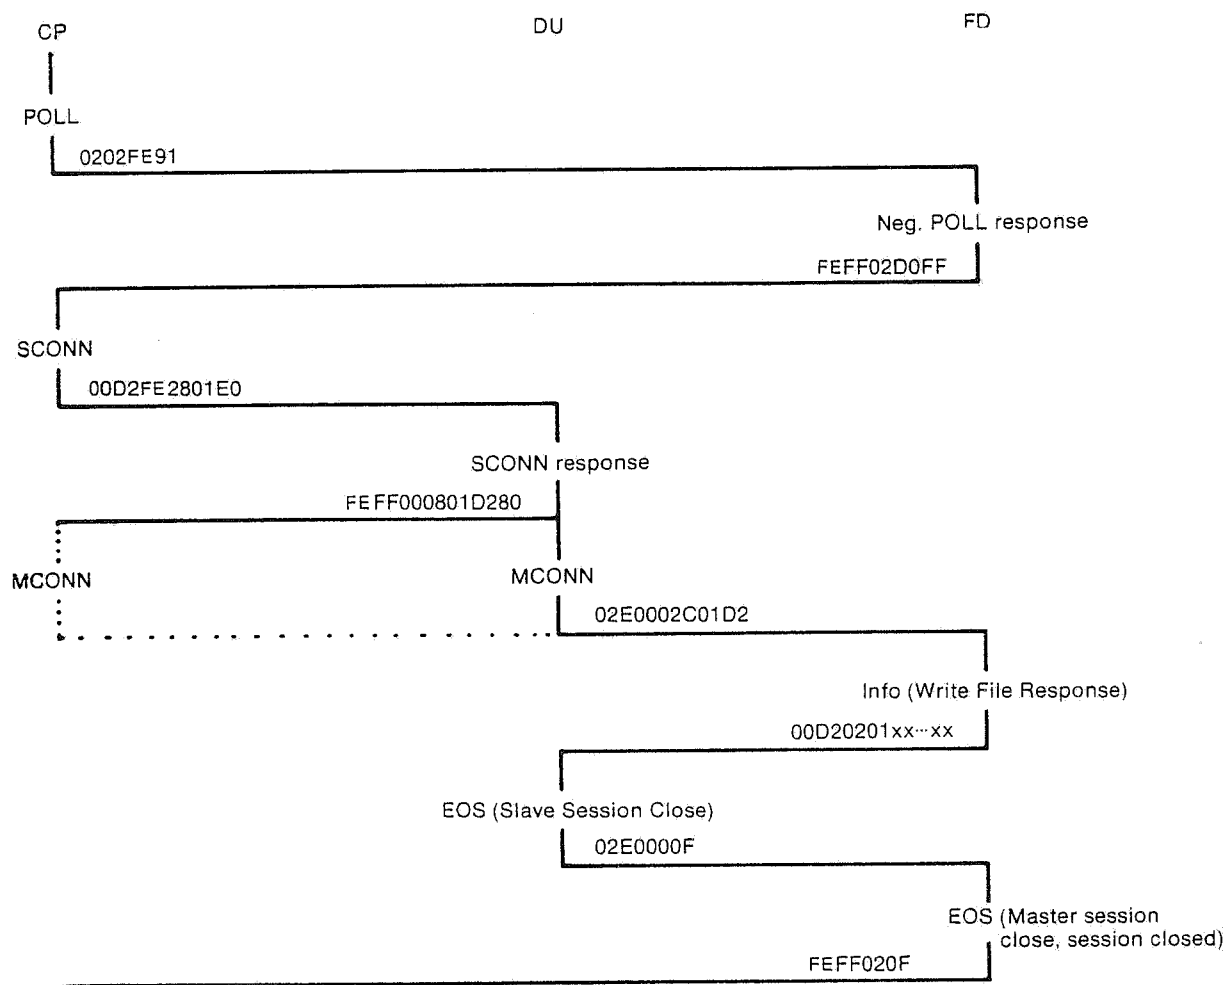 CP DU FD
POLL
0202FE91
Neg. POLL response
FEFF02D0FF
SCONN
00D2FE2801E0
SCONN response
FEFF000801D280
MCONN MCONN
02E0002C01D2
Info (Write File Response)
00D20201xx···xx
EOS (Slave Session Close)
02E0000F
EOS (Master session
close, session closed)
FEFF020F